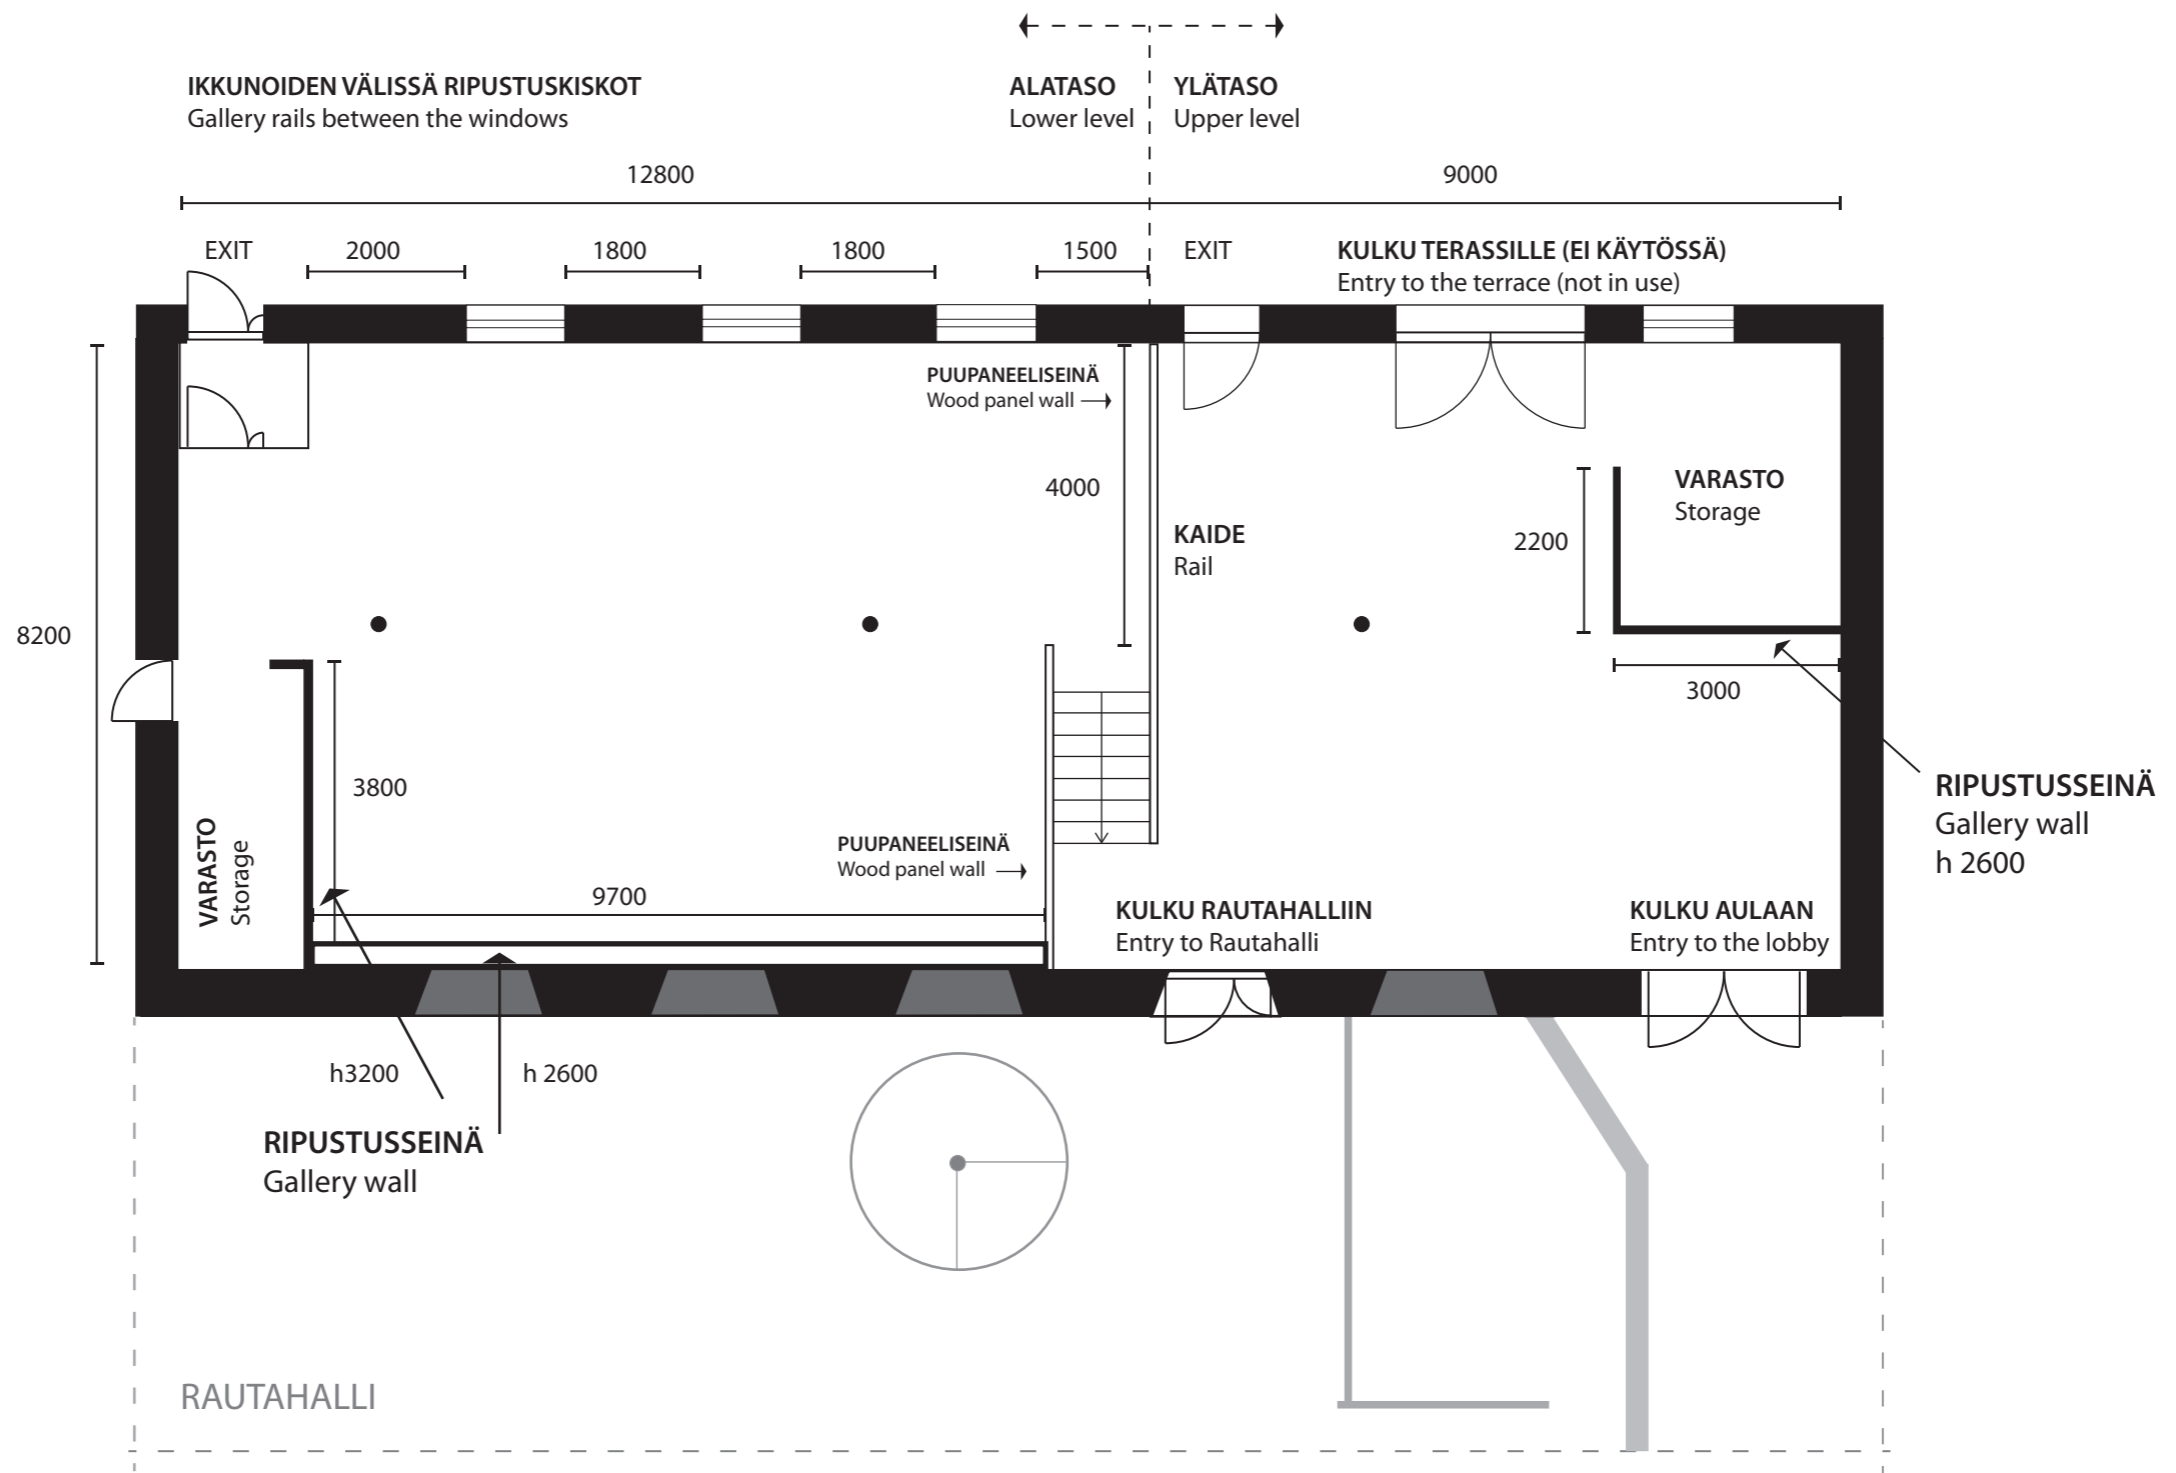 IKKUNOIDEN VÄLISSÄ RIPUSTUSKISKOT
Gallery rails between the windows
ALATASO
Lower level
YLÄTASO
Upper level
12800
9000
EXIT
2000
1800
1800
1500
EXIT
KULKU TERASSILLE (EI KÄYTÖSSÄ)
Entry to the terrace (not in use)
PUUPANEELISEINÄ
Wood panel wall
4000
KAIDE
Rail
VARASTO
Storage
2200
8200
3000
3800
RIPUSTUSSEINÄ
Gallery wall
h 2600
VARASTO
Storage
PUUPANEELISEINÄ
Wood panel wall
9700
KULKU RAUTAHALLIIN
Entry to Rautahalli
KULKU AULAAN
Entry to the lobby
h3200
h 2600
RIPUSTUSSEINÄ
Gallery wall
RAUTAHALLI